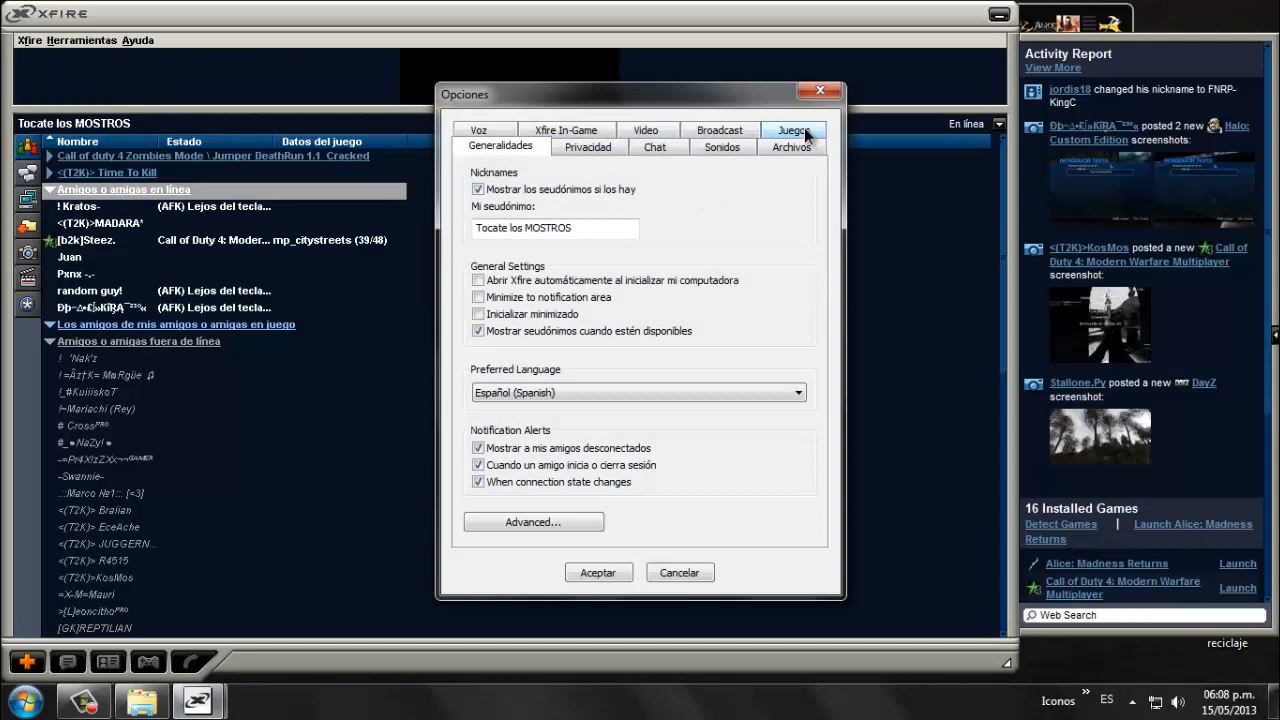 XFIRE
Xfire Herramientas Ayuda
Tocate los MOSTROS
En línea
Nombre Estado Datos del juego
Call of duty 4 Zombies Mode \ Jumper DeathRun 1.1 Cracked
<(T2K)> Time To Kill
Amigos o amigas en línea
! Kratos- (AFK) Lejos del tecla...
<(T2K)>MADARA*
[b2k]Steez. Call of Duty 4: Moder... mp_citystreets (39/48)
Juan
Pxnx -.-
random guy! (AFK) Lejos del tecla...
(AFK) Lejos del tecla...
Los amigos de mis amigos o amigas en juego
Amigos o amigas fuera de línea
! 'Nak'z
!_#KuiiiskoT
!~Mariachi (Rey)
# Crossᴾᴿᴼ
#_●NaZy! ●
-Swannie-
.::Marco №1::. [<3]
<(T2K)> Braiian
<(T2K)> EceAche
<(T2K)> JUGGERN...
<(T2K)> R4515
<(T2K)>KosMos
=X-M=Mauri
>[L]eoncithoᴾᴿᴼ
[GK]REPTILIAN
Opciones
Voz Xfire In-Game Video Broadcast Juegos
Generalidades Privacidad Chat Sonidos Archivos
Nicknames
Mostrar los seudónimos si los hay
Mi seudónimo:
Tocate los MOSTROS
General Settings
Abrir Xfire automáticamente al inicializar mi computadora
Minimize to notification area
Inicializar minimizado
Mostrar seudónimos cuando estén disponibles
Preferred Language
Español (Spanish)
Notification Alerts
Mostrar a mis amigos desconectados
Cuando un amigo inicia o cierra sesión
When connection state changes
Advanced...
Aceptar Cancelar
Activity Report
View More
jordis18 changed his nickname to FNRP-
KingC
posted 2 new Halo:
Custom Edition screenshots:
<(T2K)>KosMos posted a new Call
of Duty 4: Modern Warfare Multiplayer
screenshot:
Stallone.Py posted a new DayZ
screenshot:
16 Installed Games
Detect Games | Launch Alice: Madness
Returns
Alice: Madness Returns Launch
Call of Duty 4: Modern Warfare
Multiplayer Launch
Web Search
reciclaje
Iconos » ES 06:08 p.m.
15/05/2013